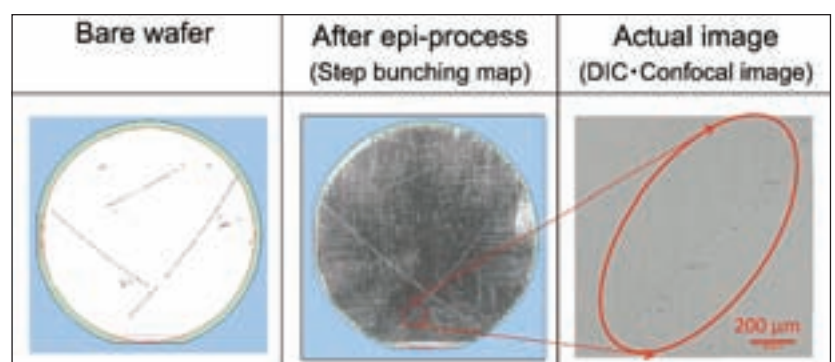 Bare wafer
After epi-process
(Step bunching map)
Actual image
(DIC・Confocal image)
200 µm